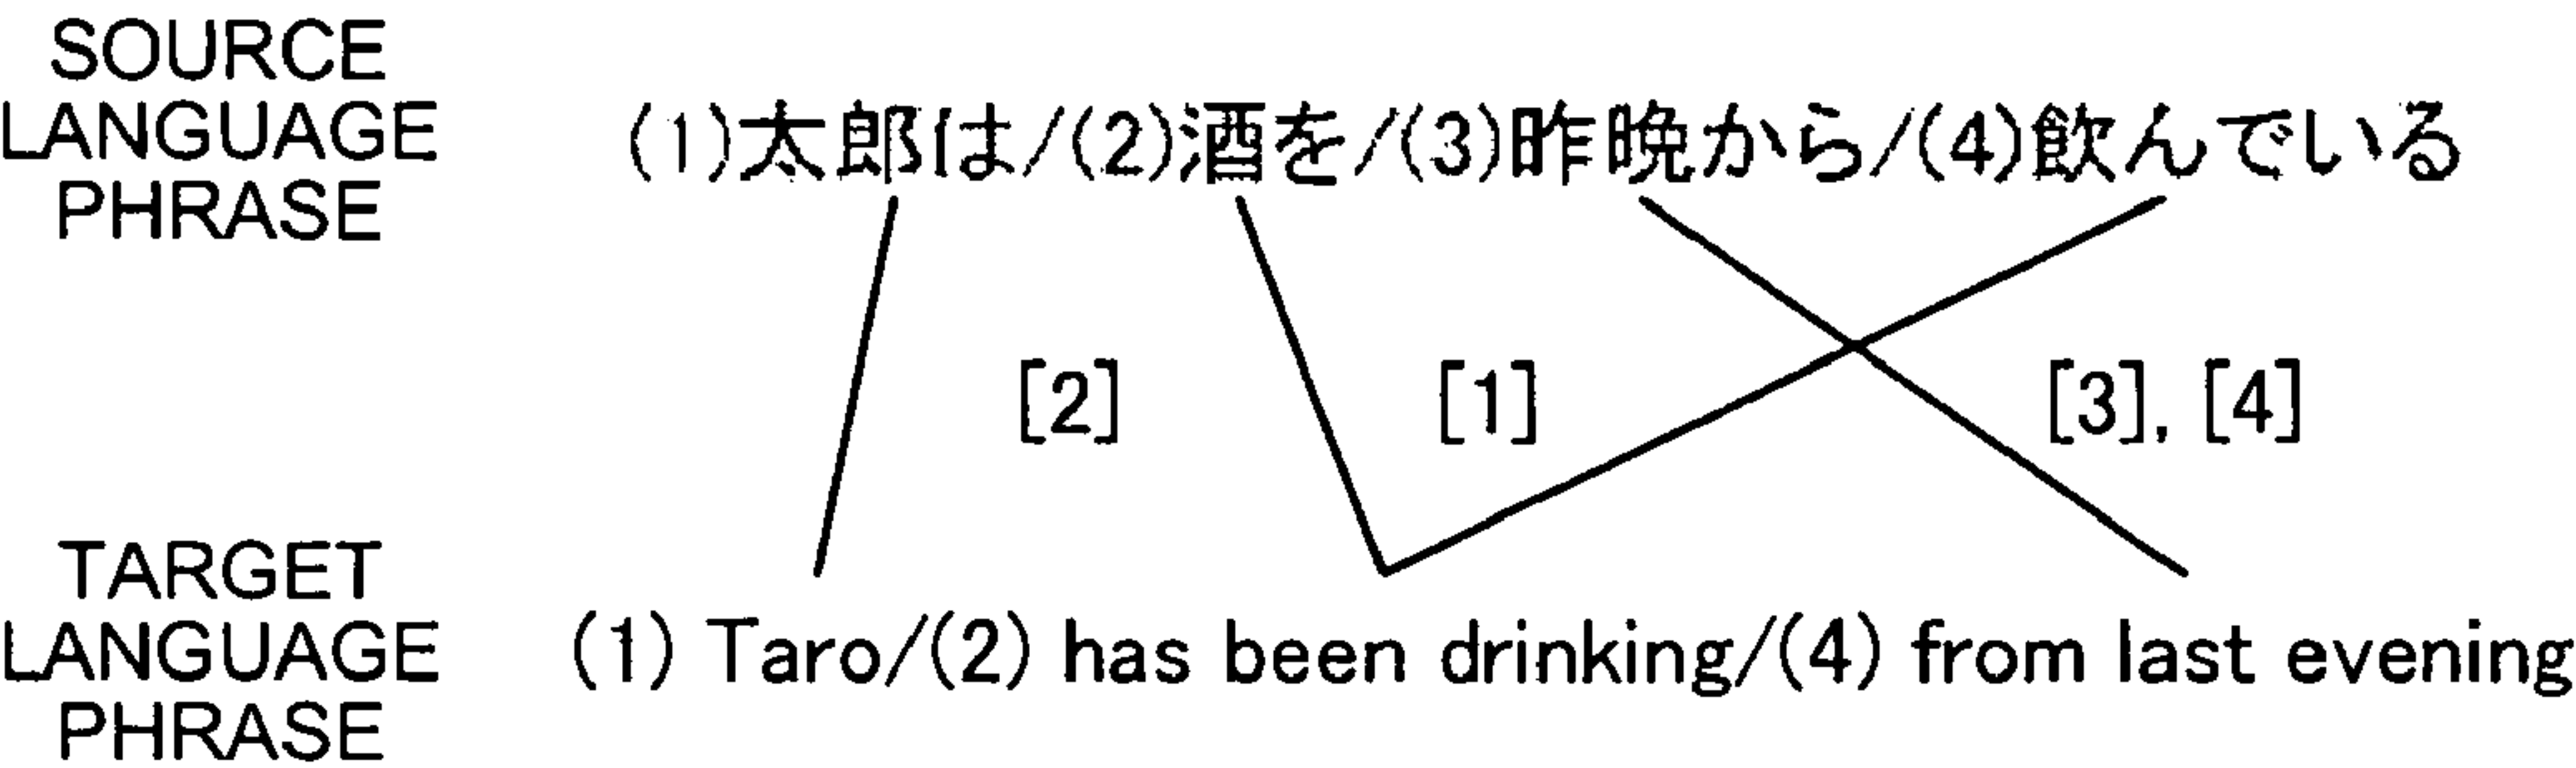 SOURCE
LANGUAGE
PHRASE
(1)太郎は/(2)酒を/(3)昨晩から/(4)飲んでいる
[2] [1] [3], [4]
TARGET
LANGUAGE
PHRASE
(1) Taro/(2) has been drinking/(4) from last evening